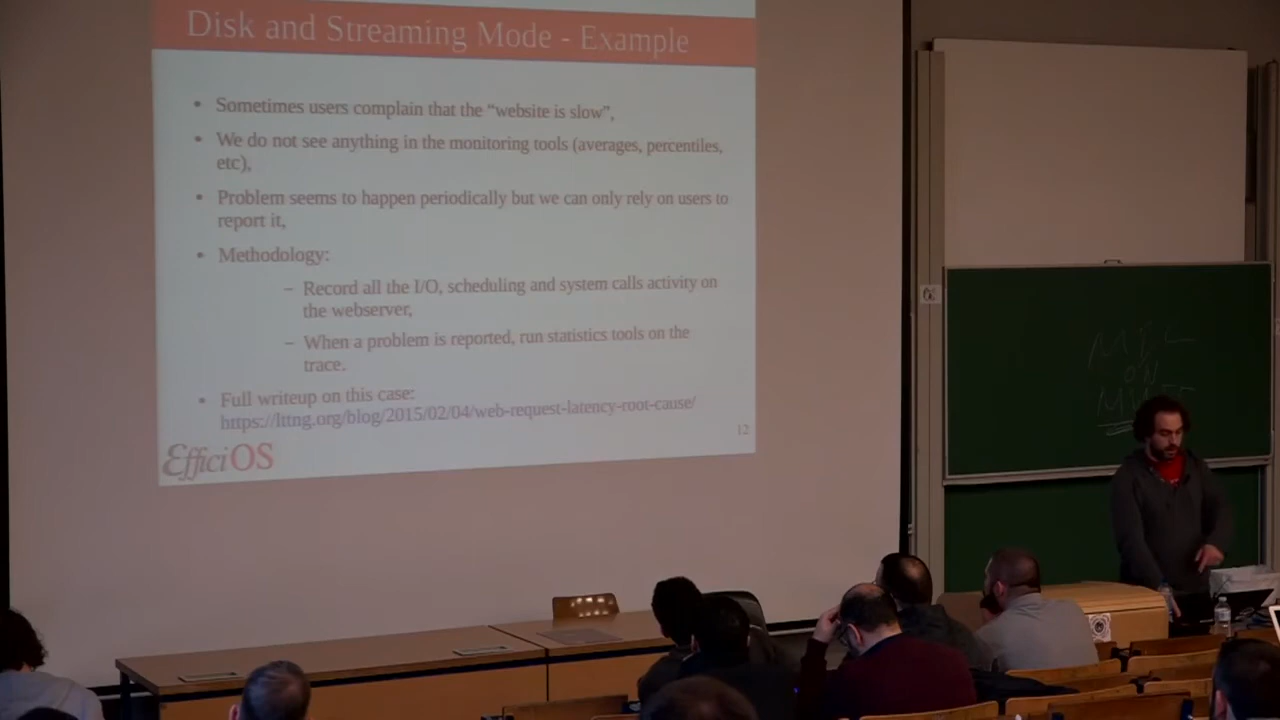 Disk and Streaming Mode - Example
• Sometimes users complain that the “website is slow”,
• We do not see anything in the monitoring tools (averages, percentiles,
etc),
• Problem seems to happen periodically but we can only rely on users to
report it,
• Methodology:
– Record all the I/O, scheduling and system calls activity on
the webserver,
– When a problem is reported, run statistics tools on the
trace.
• Full writeup on this case:
https://lttng.org/blog/2015/02/04/web-request-latency-root-cause/
12
EfficiOS
ON